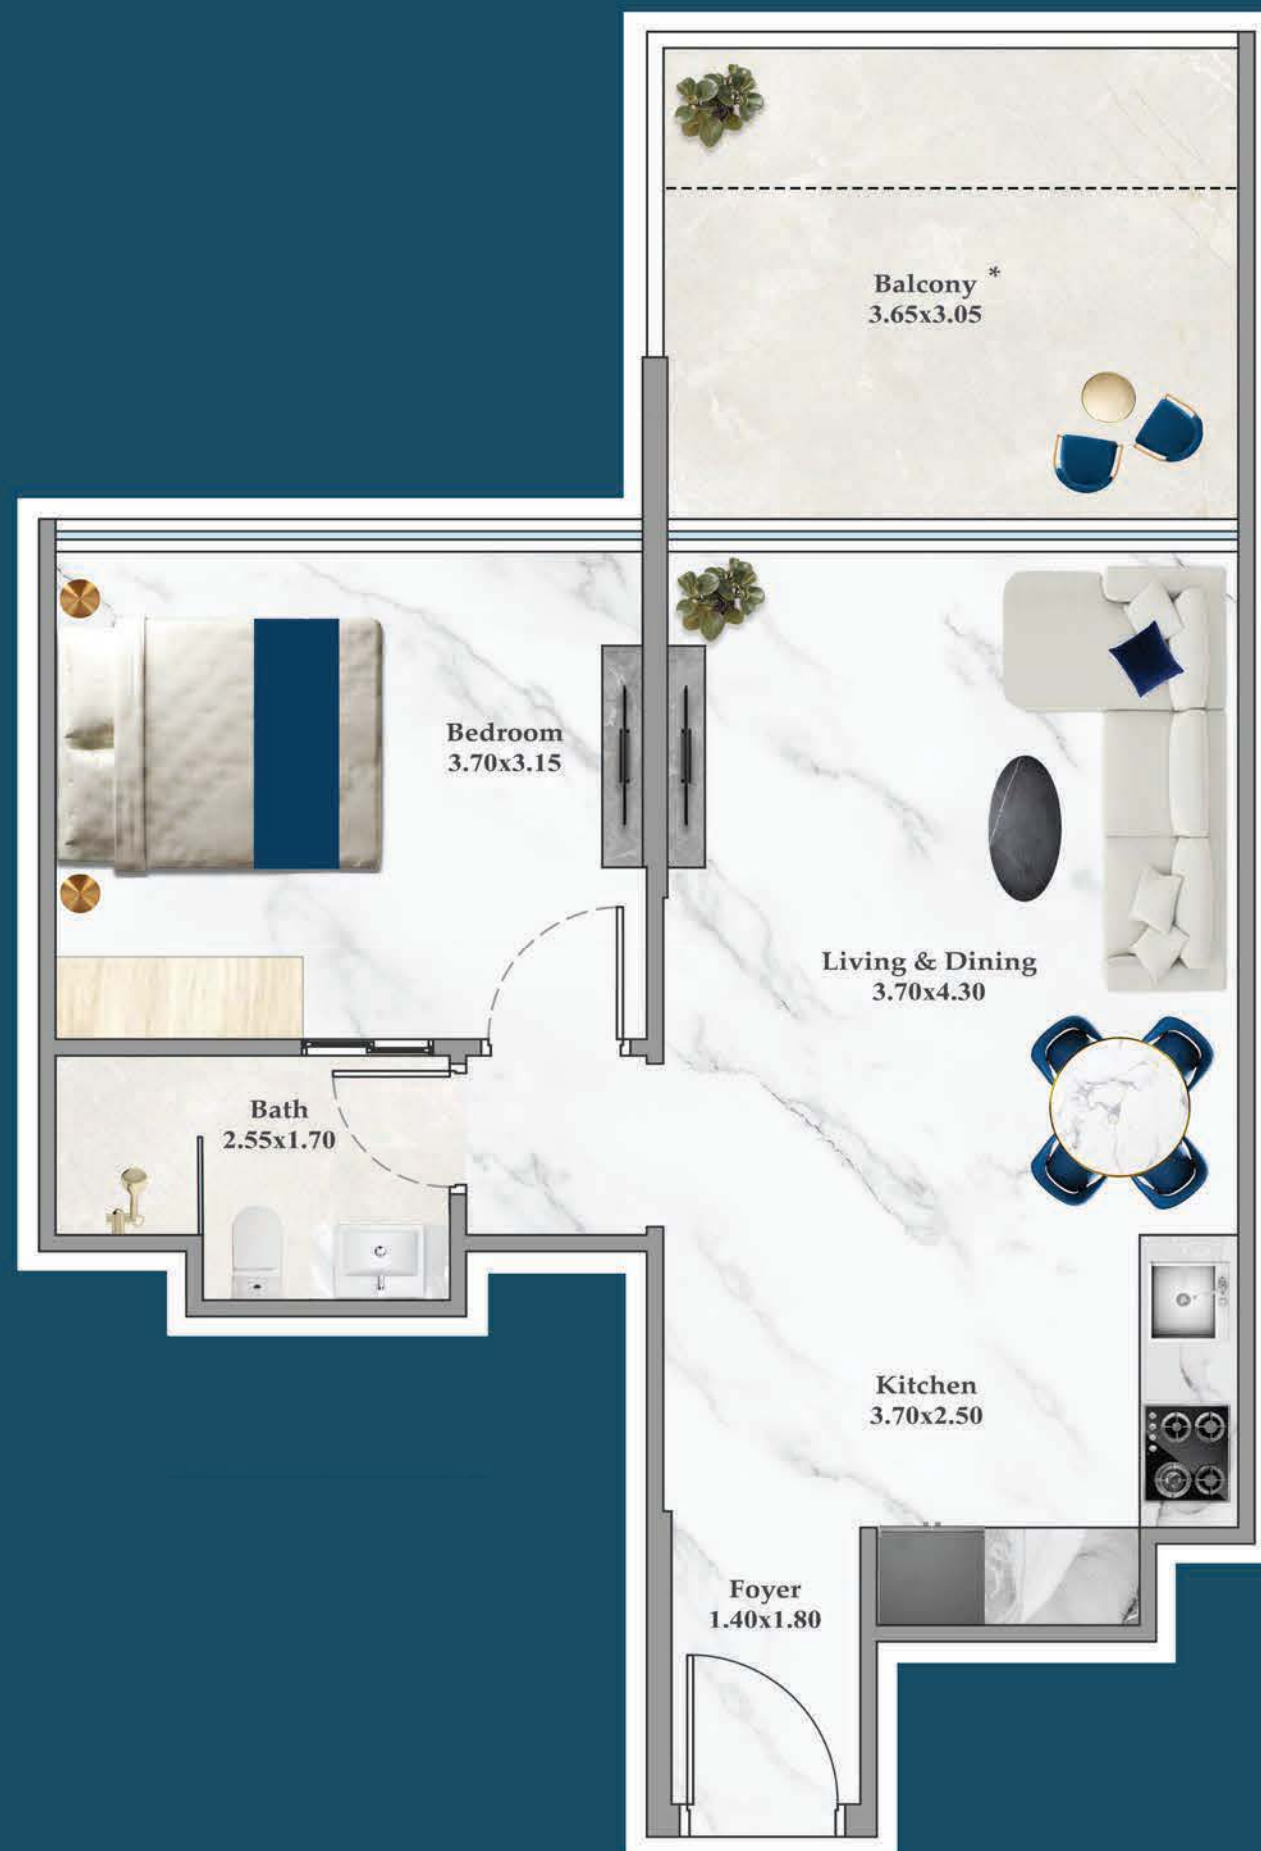 Balcony *
3.65x3.05
Bedroom
3.70x3.15
Living & Dining
3.70x4.30
Bath
2.55x1.70
Kitchen
3.70x2.50
Foyer
1.40x1.80